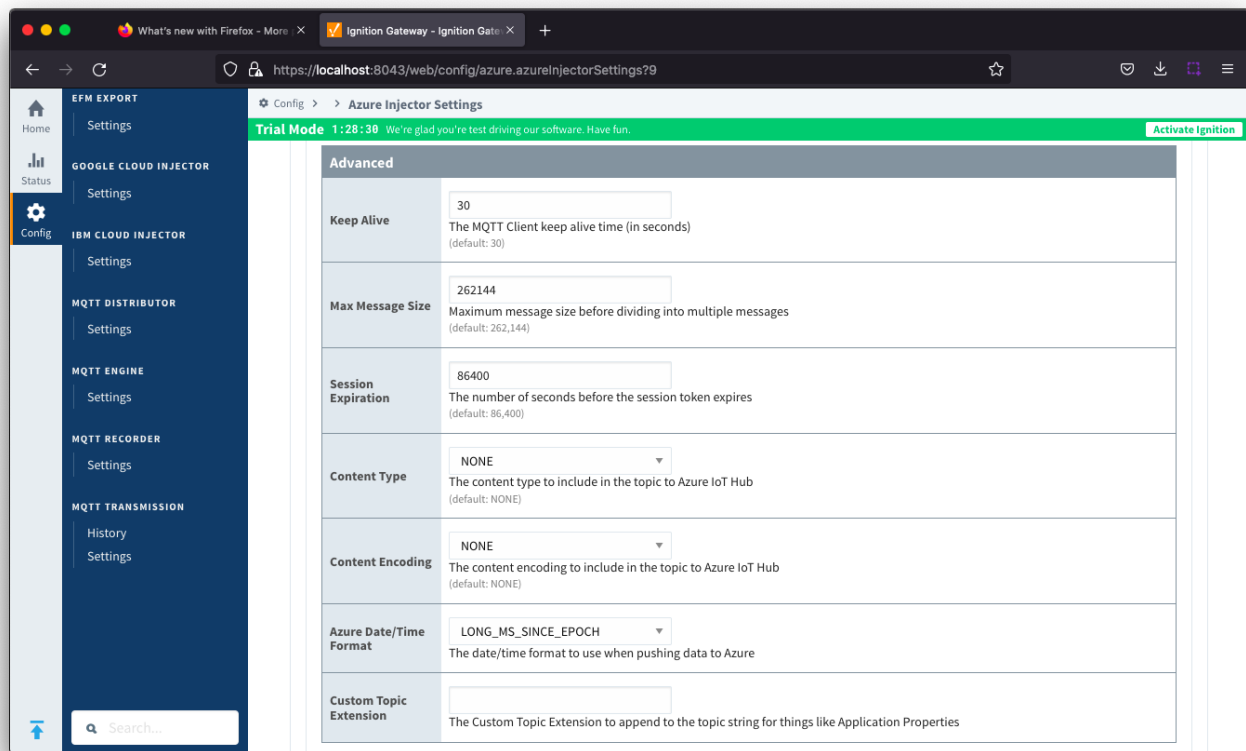 What's new with Firefox - More
Ignition Gateway - Ignition Gate
https://localhost:8043/web/config/azure.azureInjectorSettings?9
Home
Status
Config
EFM EXPORT
Settings
GOOGLE CLOUD INJECTOR
Settings
IBM CLOUD INJECTOR
Settings
MQTT DISTRIBUTOR
Settings
MQTT ENGINE
Settings
MQTT RECORDER
Settings
MQTT TRANSMISSION
History
Settings
Search...
Config > > Azure Injector Settings
Trial Mode 1:28:30 We're glad you're test driving our software. Have fun.
Activate Ignition
Advanced
Keep Alive
30
The MQTT Client keep alive time (in seconds)
(default: 30)
Max Message Size
262144
Maximum message size before dividing into multiple messages
(default: 262,144)
Session
Expiration
86400
The number of seconds before the session token expires
(default: 86,400)
Content Type
NONE
The content type to include in the topic to Azure IoT Hub
(default: NONE)
Content Encoding
NONE
The content encoding to include in the topic to Azure IoT Hub
(default: NONE)
Azure Date/Time
Format
LONG_MS_SINCE_EPOCH
The date/time format to use when pushing data to Azure
Custom Topic
Extension
The Custom Topic Extension to append to the topic string for things like Application Properties